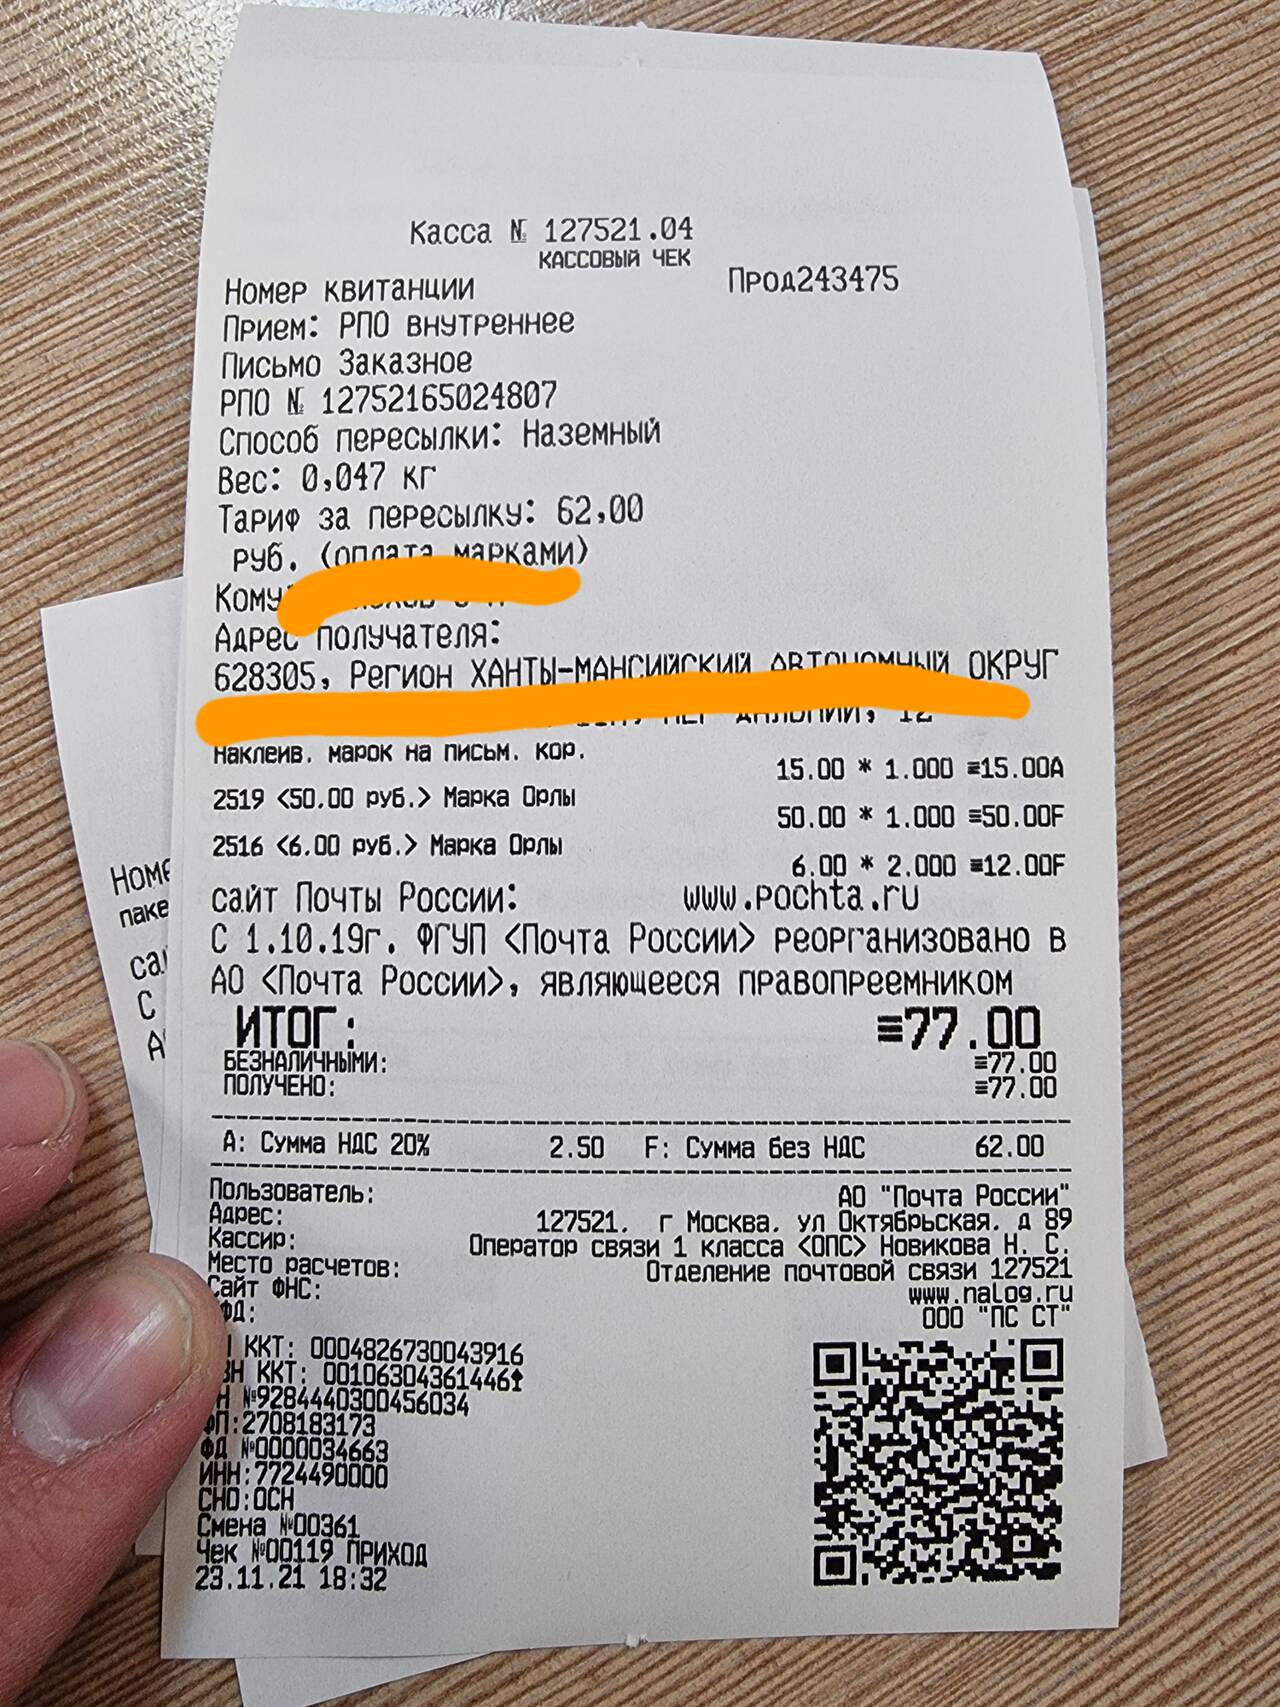 Касса № 127521.04
КАССОВЫЙ ЧЕК
Номер квитанции Прод243475
Прием: РПО внутреннее
Письмо Заказное
РПО № 12752165024807
Способ пересылки: Наземный
Вес: 0,047 кг
Тариф за пересылку: 62,00
руб. (оплата марками)
Кому
Адрес получателя:
628305, Регион ХАНТЫ-МАНСИЙСКИЙ АВТОНОМНЫЙ ОКРУГ
Наклеив. марок на письм. кор.
15.00 * 1.000 ≡15.00А
2519 <50.00 руб.> Марка Орлы
50.00 * 1.000 ≡50.00F
2516 <6.00 руб.> Марка Орлы
6.00 * 2.000 ≡12.00F
сайт Почты России: www.pochta.ru
С 1.10.19г. ФГУП <Почта России> реорганизовано в
АО <Почта России>, являющееся правопреемником
ИТОГ: ≡77.00
БЕЗНАЛИЧНЫМИ: ≡77.00
ПОЛУЧЕНО: ≡77.00
А: Сумма НДС 20% 2.50 F: Сумма без НДС 62.00
Пользователь: АО "Почта России"
Адрес: 127521, г Москва, ул Октябрьская, д 89
Кассир: Оператор связи 1 класса <ОПС> Новикова Н. С.
Место расчетов: Отделение почтовой связи 127521
Сайт ФНС: www.nalog.ru
ФД: ООО "ПС СТ"
ККТ: 0004826730043916
ККТ: 00106304361446
№9284440300456034
ФП:2708183173
ФД №0000034663
ИНН:7724490000
СНО:ОСН
Смена №00361
Чек №00119 ПРИХОД
23.11.21 18:32